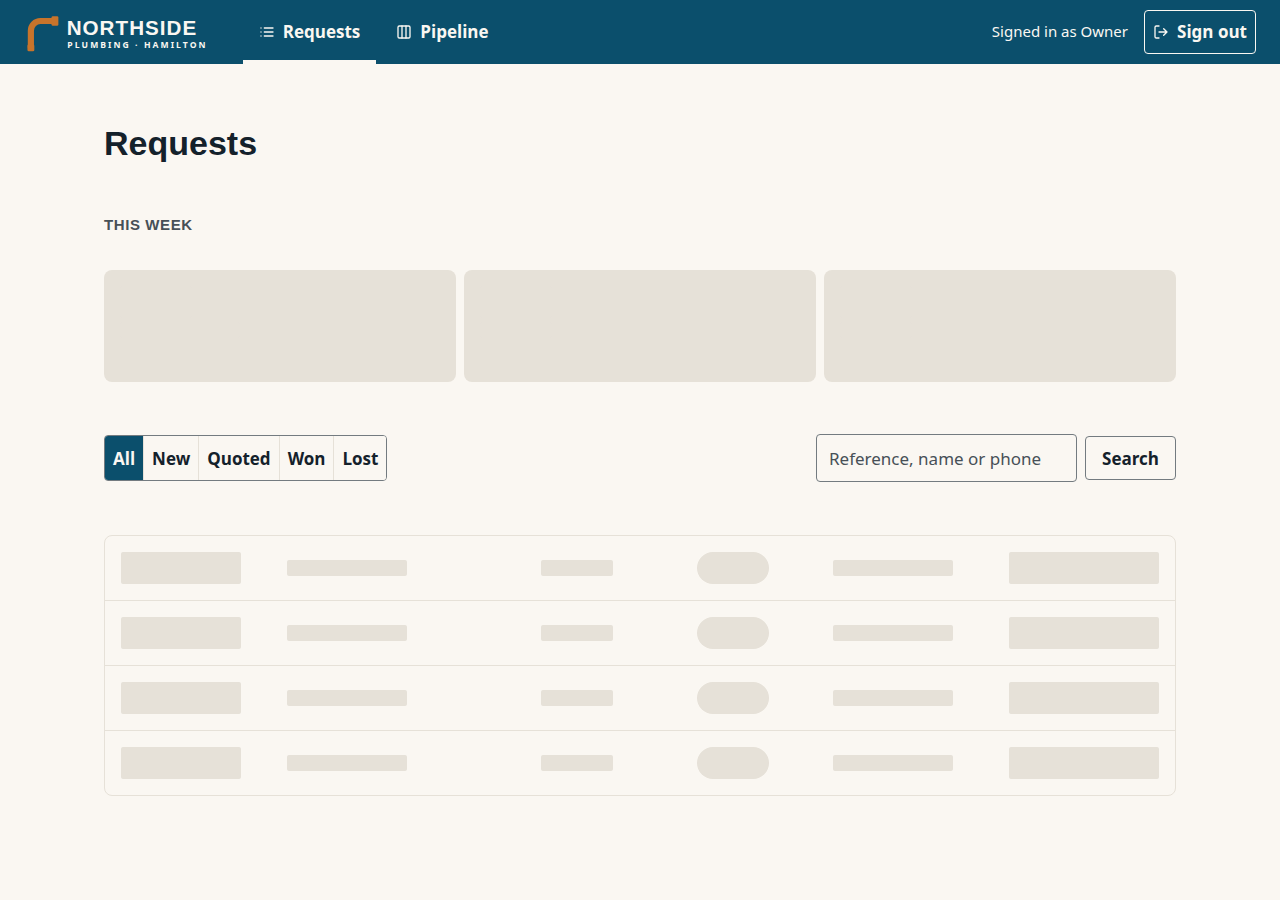 NORTHSIDE
PLUMBING · HAMILTON
Requests
Pipeline
Signed in as Owner
Sign out
Requests
THIS WEEK
All
New
Quoted
Won
Lost
Reference, name or phone
Search